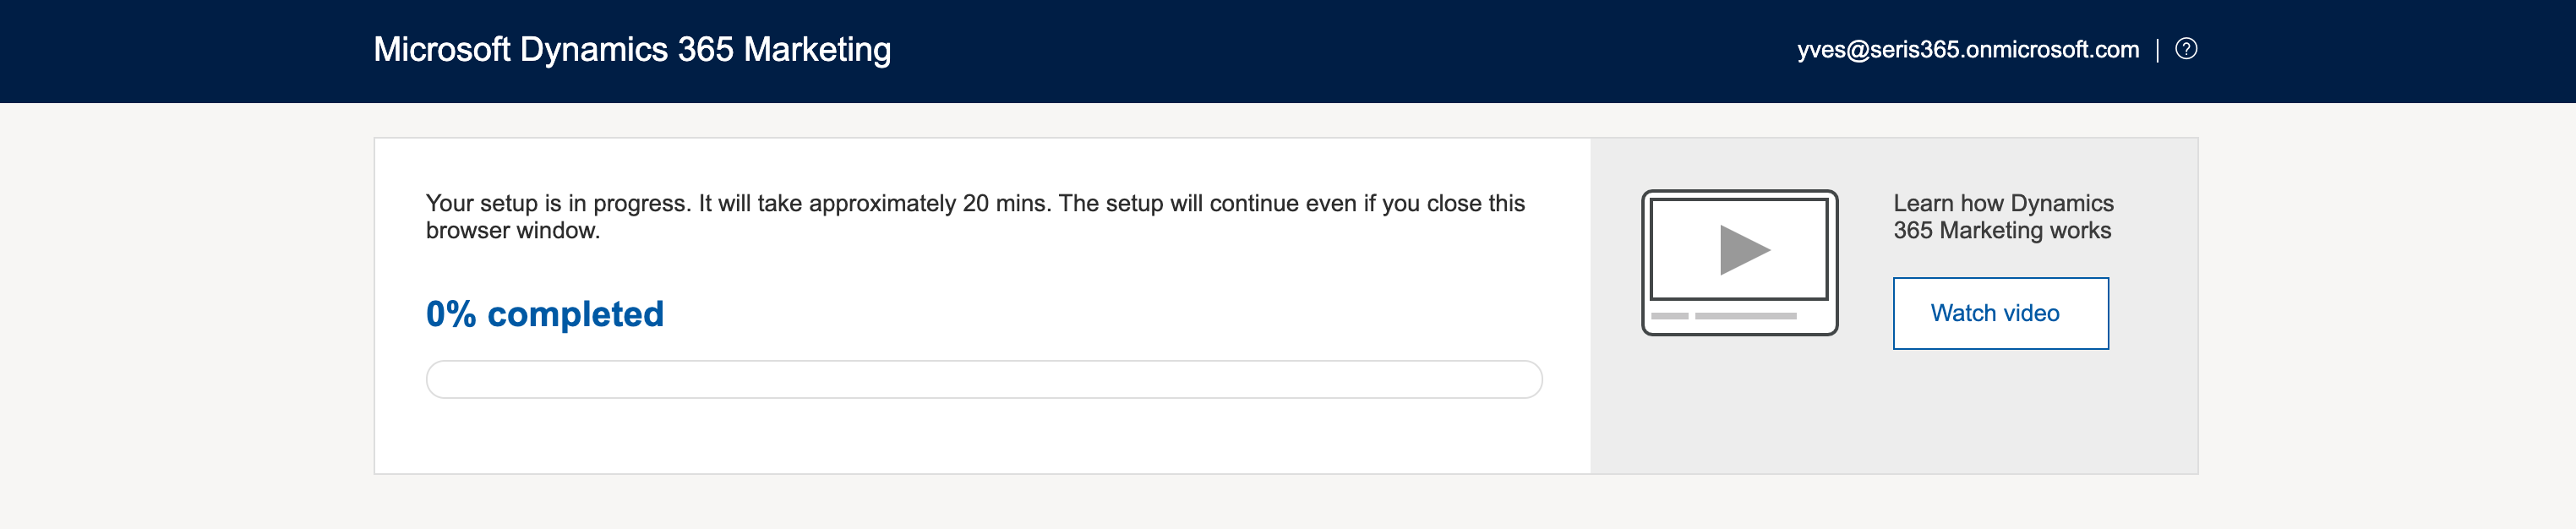 Microsoft Dynamics 365 Marketing
yves@seris365.onmicrosoft.com | ?
Your setup is in progress. It will take approximately 20 mins. The setup will continue even if you close this
browser window.
0% completed
Learn how Dynamics
365 Marketing works
Watch video